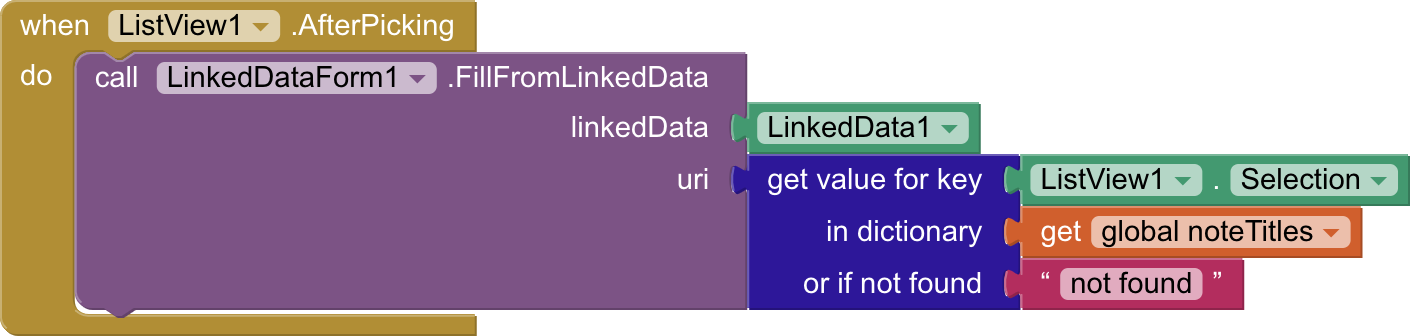 when ListView1 .AfterPicking
do call LinkedDataForm1 .FillFromLinkedData
linkedData LinkedData1
uri get value for key ListView1 . Selection
in dictionary get global noteTitles
or if not found “ not found ”